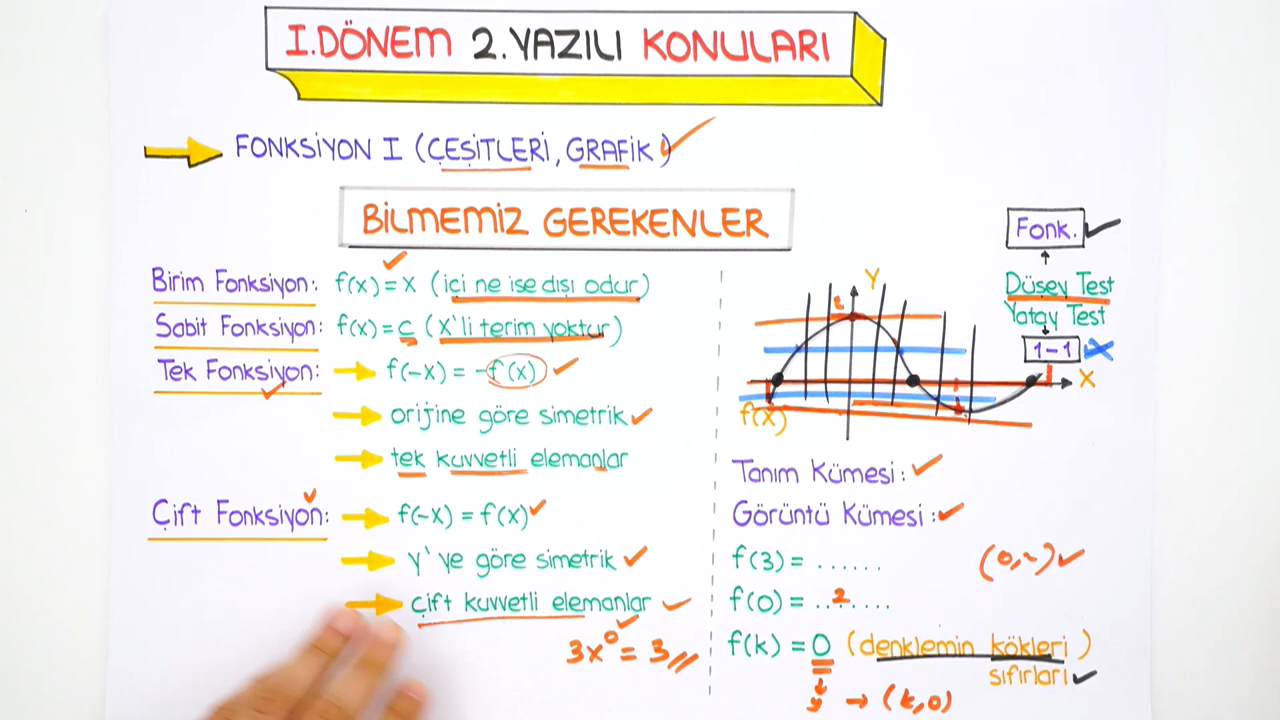 I.DÖNEM 2.YAZILI KONULARI
FONKSİYON I (ÇEŞİTLERİ, GRAFİK)
BİLMEMİZ GEREKENLER
Birim Fonksiyon: f(x) = x (içi ne ise dışı odur)
Sabit Fonksiyon: f(x) = c (x'li terim yoktur)
Tek Fonksiyon: f(-x) = -f(x)
orijine göre simetrik
tek kuvvetli elemanlar
Çift Fonksiyon: f(-x) = f(x)
y'ye göre simetrik
çift kuvvetli elemanlar
3x⁰ = 3
Fonk.
Düşey Test
Yatay Test
1-1
Y
X
f(x)
Tanım Kümesi:
Görüntü Kümesi:
f(3) = ......
f(0) = ...2....
f(k) = 0 (denklemin kökleri)
sıfırları
y → (k,0)